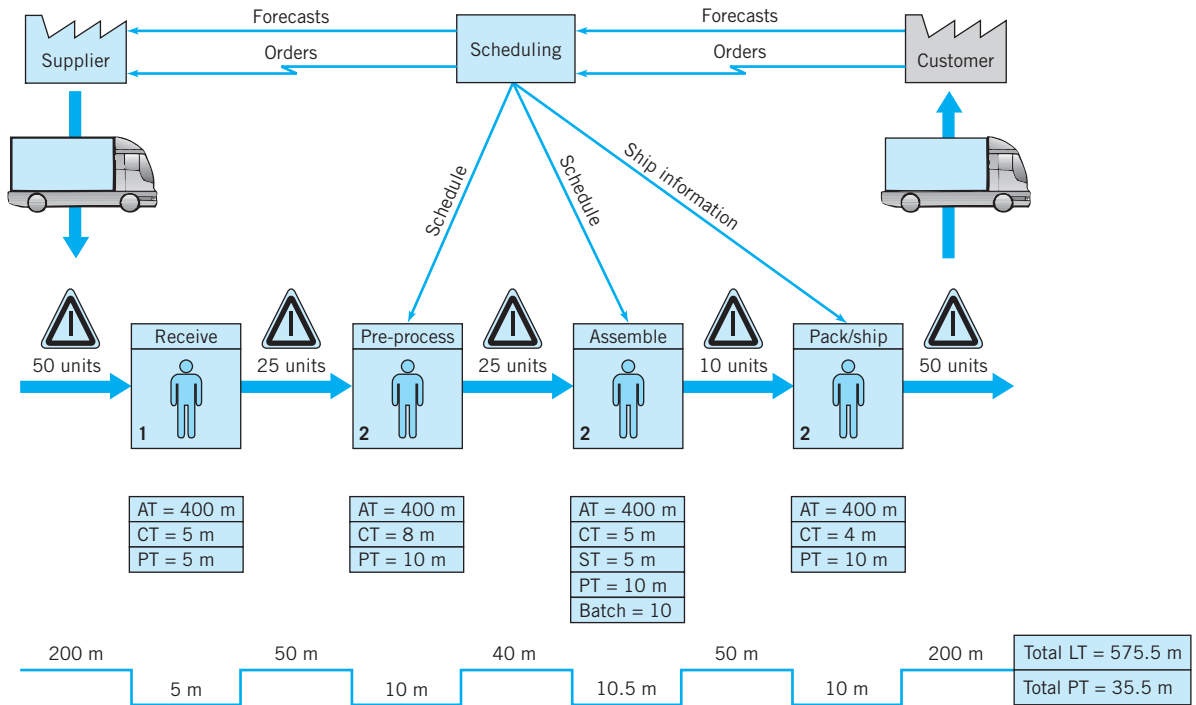 Forecasts
Forecasts
Supplier
Scheduling
Customer
Orders
Orders
Schedule
Schedule
Ship information
50 units
Receive
1
25 units
Pre-process
2
25 units
Assemble
2
10 units
Pack/ship
2
50 units
AT = 400 m
CT = 5 m
PT = 5 m
AT = 400 m
CT = 8 m
PT = 10 m
AT = 400 m
CT = 5 m
ST = 5 m
PT = 10 m
Batch = 10
AT = 400 m
CT = 4 m
PT = 10 m
200 m
5 m
50 m
10 m
40 m
10.5 m
50 m
10 m
200 m
Total LT = 575.5 m
Total PT = 35.5 m